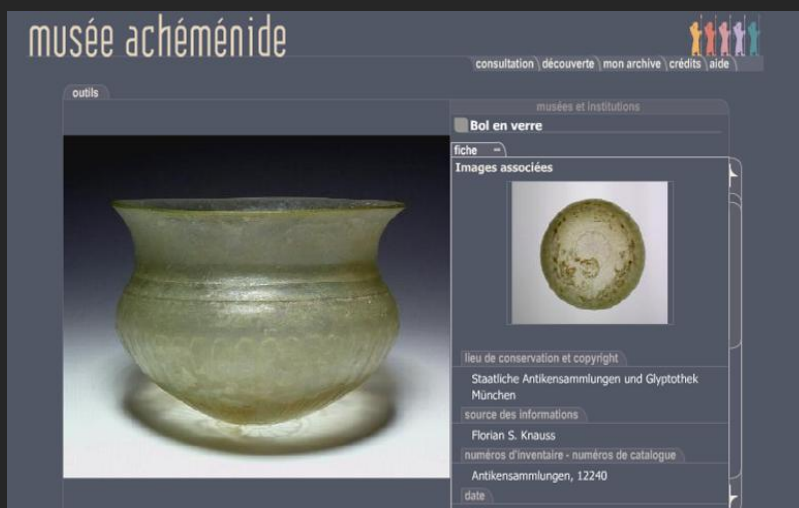 musée achéménide
consultation découverte mon archive crédits aide
outils
musées et institutions
Bol en verre
fiche
Images associées
lieu de conservation et copyright
Staatliche Antikensammlungen und Glyptothek
München
source des informations
Florian S. Knauss
numéros d'inventaire - numéros de catalogue
Antikensammlungen, 12240
date